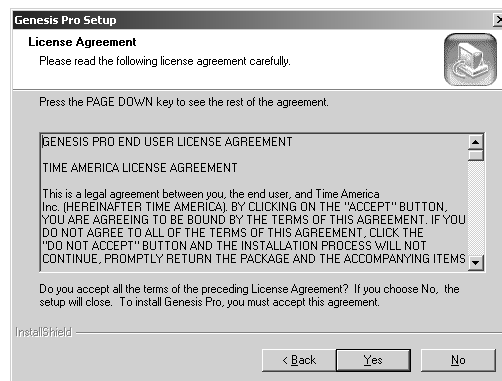 Genesis Pro Setup
License Agreement
Please read the following license agreement carefully.
Press the PAGE DOWN key to see the rest of the agreement.
GENESIS PRO END USER LICENSE AGREEMENT
TIME AMERICA LICENSE AGREEMENT
This is a legal agreement between you, the end user, and Time America
Inc. (HEREINAFTER TIME AMERICA). BY CLICKING ON THE "ACCEPT" BUTTON,
YOU ARE AGREEING TO BE BOUND BY THE TERMS OF THIS AGREEMENT. IF YOU
DO NOT AGREE TO ALL OF THE TERMS OF THIS AGREEMENT, CLICK THE
"DO NOT ACCEPT" BUTTON AND THE INSTALLATION PROCESS WILL NOT
CONTINUE, PROMPTLY RETURN THE PACKAGE AND THE ACCOMPANYING ITEMS
Do you accept all the terms of the preceding License Agreement? If you choose No, the
setup will close. To install Genesis Pro, you must accept this agreement.
InstallShield
< Back Yes No